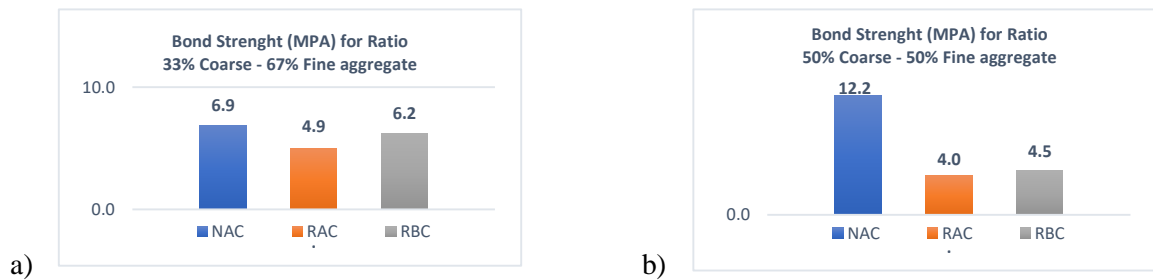 Bond Strenght (MPA) for Ratio
33% Coarse - 67% Fine aggregate
10.0
6.9
4.9
6.2
0.0
NAC RAC RBC
.
a)
Bond Strenght (MPA) for Ratio
50% Coarse - 50% Fine aggregate
12.2
4.0
4.5
0.0
NAC RAC RBC
.
b)